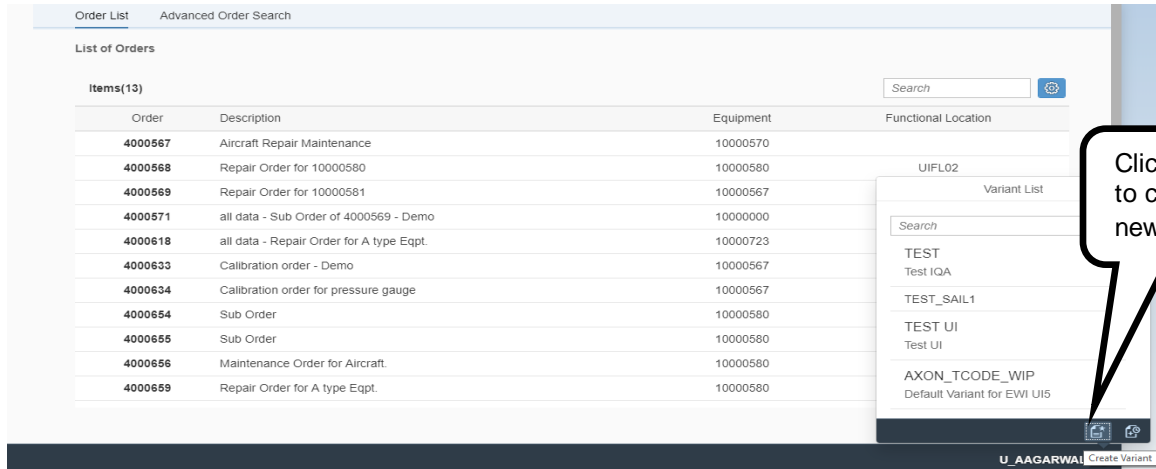 Order List Advanced Order Search
List of Orders
Items(13) Search
Order Description Equipment Functional Location
4000567 Aircraft Repair Maintenance 10000570
4000568 Repair Order for 10000580 10000580 UIFL02
4000569 Repair Order for 10000581 10000567
4000571 all data - Sub Order of 4000569 - Demo 10000000
4000618 all data - Repair Order for A type Eqpt. 10000723
4000633 Calibration order - Demo 10000567
4000634 Calibration order for pressure gauge 10000567
4000654 Sub Order 10000580
4000655 Sub Order 10000580
4000656 Maintenance Order for Aircraft. 10000580
4000659 Repair Order for A type Eqpt. 10000580
Variant List
Search
TEST
Test IQA
TEST_SAIL1
TEST UI
Test UI
AXON_TCODE_WIP
Default Variant for EWI UI5
to
new
U_AAGARWAL
Create Variant